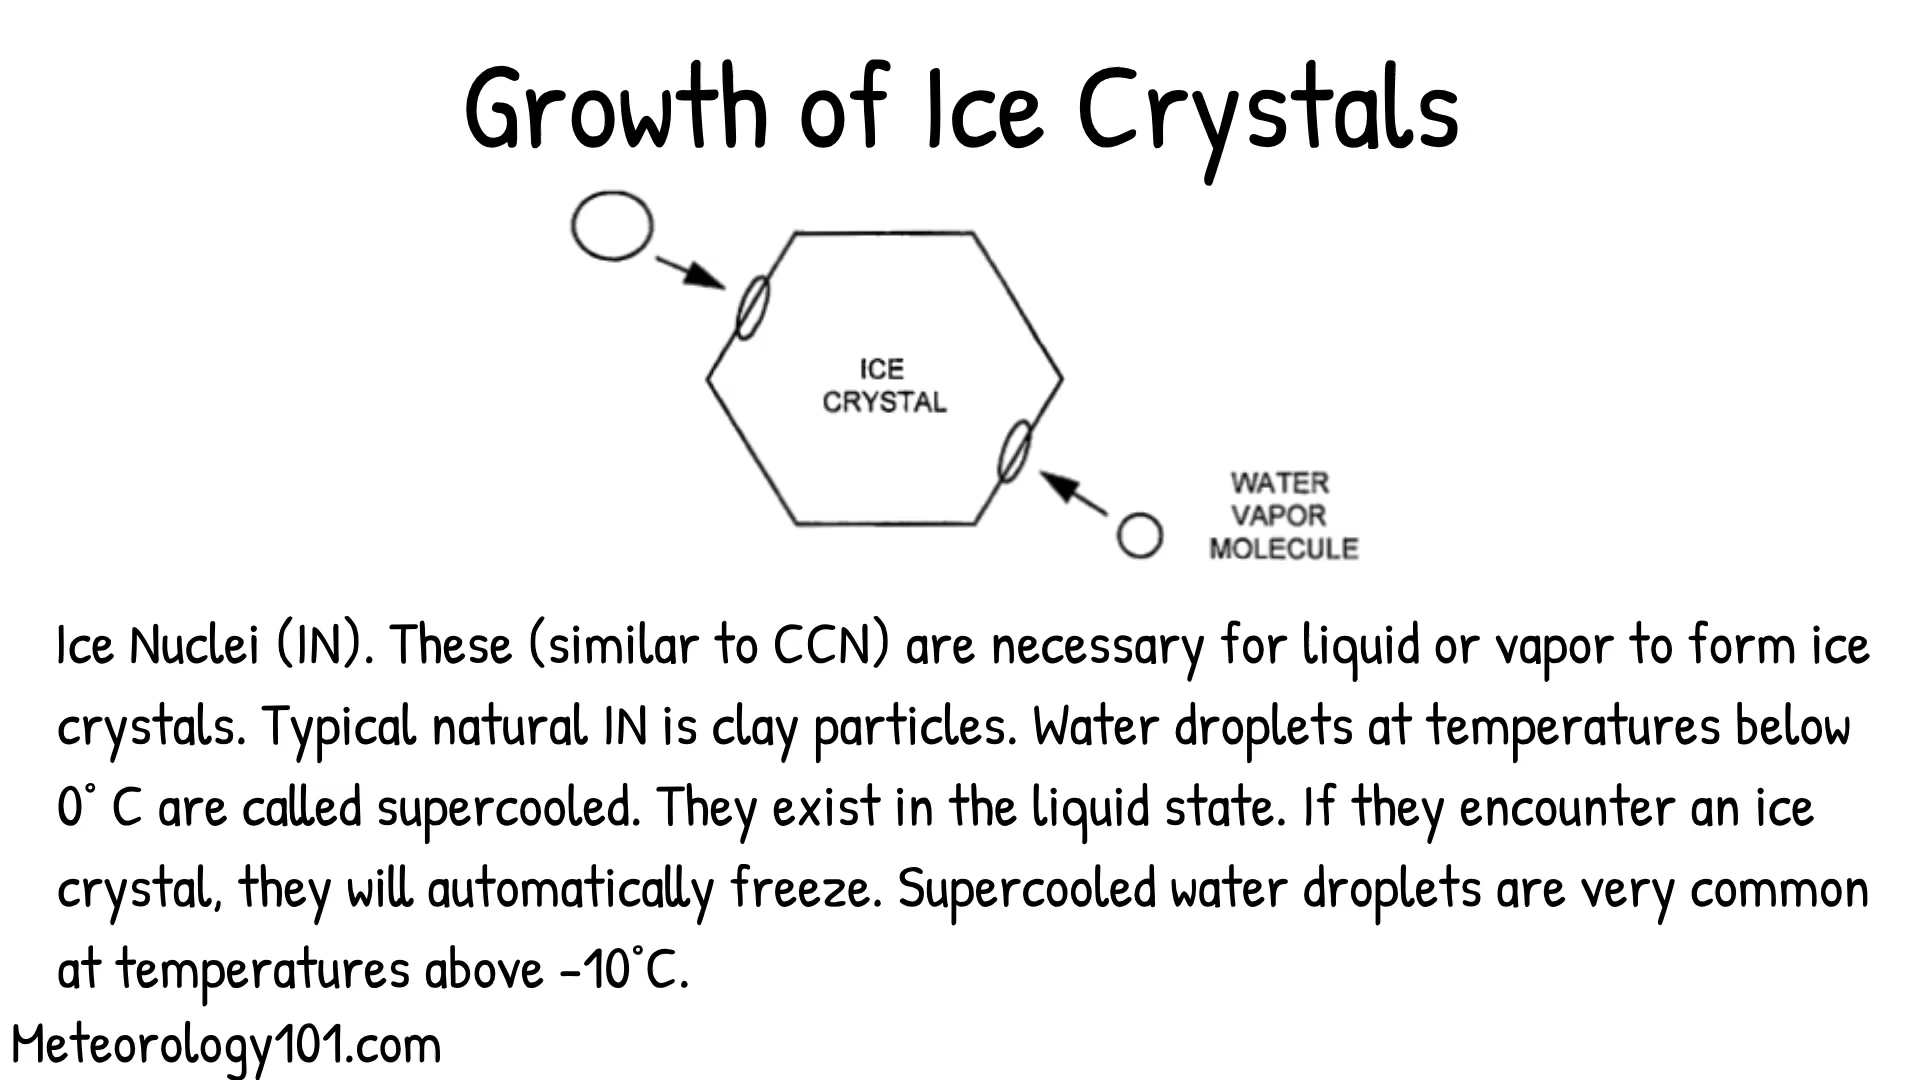 Growth of Ice Crystals
ICE
CRYSTAL
WATER
VAPOR
MOLECULE
Ice Nuclei (IN). These (similar to CCN) are necessary for liquid or vapor to form ice
crystals. Typical natural IN is clay particles. Water droplets at temperatures below
0° C are called supercooled. They exist in the liquid state. If they encounter an ice
crystal, they will automatically freeze. Supercooled water droplets are very common
at temperatures above -10°C.
Meteorology101.com